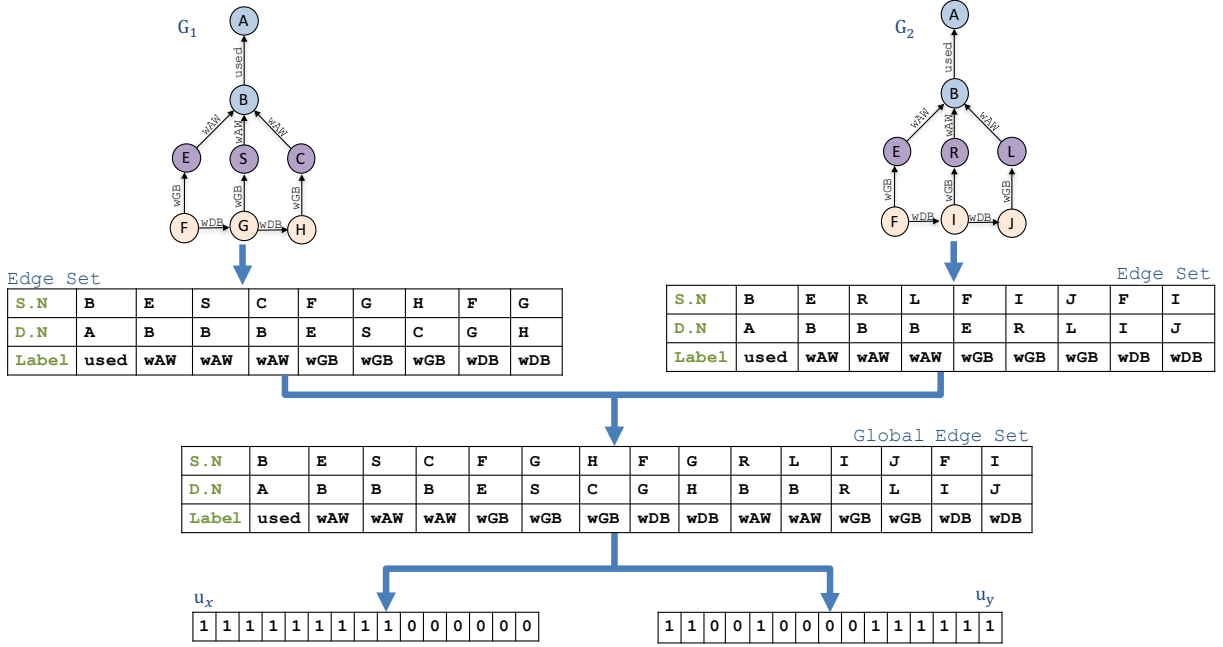 G1
A
used
B
wAW wAW wAW
E S C
wGB wGB wGB
F wDB G wDB H
G2
A
used
B
wAW wAW wAW
E R L
wGB wGB wGB
F wDB I wDB J
Edge Set
S.N B E S C F G H F G
D.N A B B B E S C G H
Label used wAW wAW wAW wGB wGB wGB wDB wDB
Edge Set
S.N B E R L F I J F I
D.N A B B B E R L I J
Label used wAW wAW wAW wGB wGB wGB wDB wDB
Global Edge Set
S.N B E S C F G H F G R L I J F I
D.N A B B B E S C G H B B R L I J
Label used wAW wAW wAW wGB wGB wGB wDB wDB wAW wAW wGB wGB wDB wDB
ux
1 1 1 1 1 1 1 1 1 0 0 0 0 0 0
uy
1 1 0 0 1 0 0 0 0 1 1 1 1 1 1